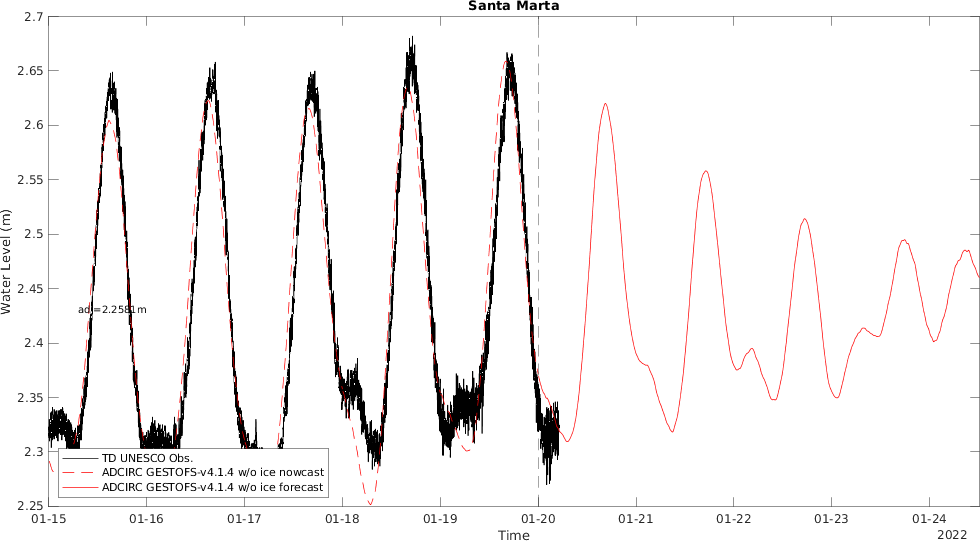 Santa Marta
2.7
2.65
2.6
2.55
2.5
2.45
2.4
2.35
2.3
2.25
Water Level (m)
adj=2.2581m
TD UNESCO Obs.
ADCIRC GESTOFS-v4.1.4 w/o ice nowcast
ADCIRC GESTOFS-v4.1.4 w/o ice forecast
01-15 01-16 01-17 01-18 01-19 01-20 01-21 01-22 01-23 01-24
Time
2022